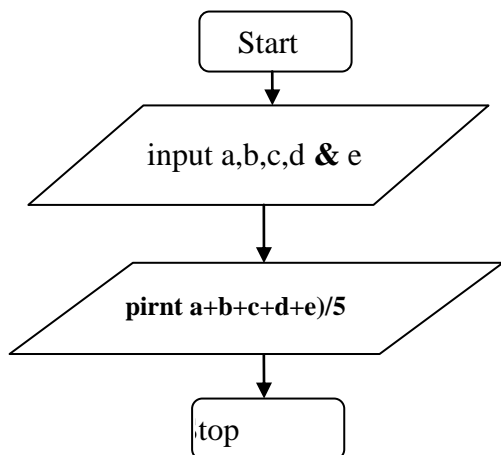 Start
input a,b,c,d & e
pirnt a+b+c+d+e)/5
top